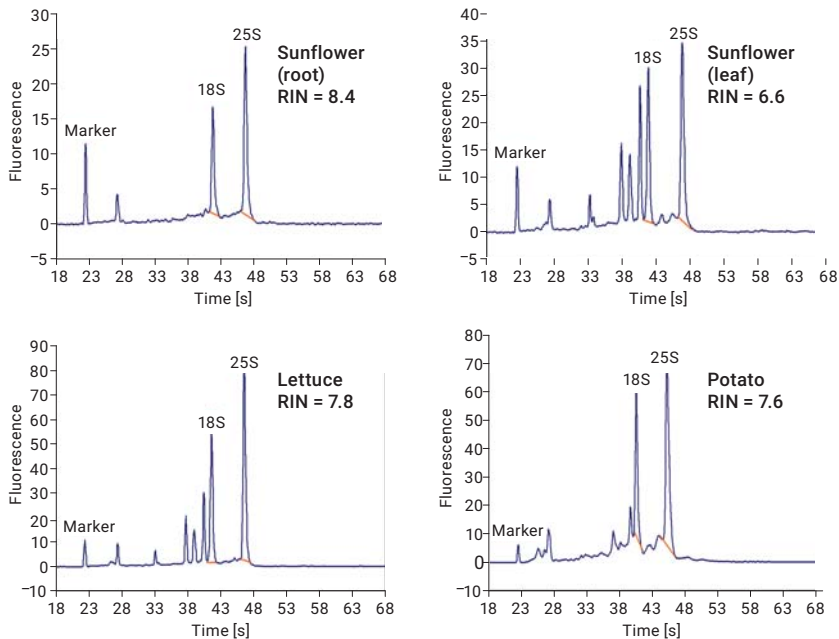 30
25
20
15
10
5
0
−5
Fluorescence
Marker
18S
25S
Sunflower
(root)
RIN = 8.4
18 23 28 33 38 43 48 53 58 63 68
Time [s]
40
35
30
25
20
15
10
5
0
−5
Fluorescence
Marker
18S
25S
Sunflower
(leaf)
RIN = 6.6
18 23 28 33 38 43 48 53 58 63 68
Time [s]
90
80
70
60
50
40
30
20
10
0
−10
Fluorescence
Marker
18S
25S
Lettuce
RIN = 7.8
18 23 28 33 38 43 48 53 58 63 68
Time [s]
80
70
60
50
40
30
20
10
0
−10
Fluorescence
Marker
18S
25S
Potato
RIN = 7.6
18 23 28 33 38 43 48 53 58 63 68
Time [s]